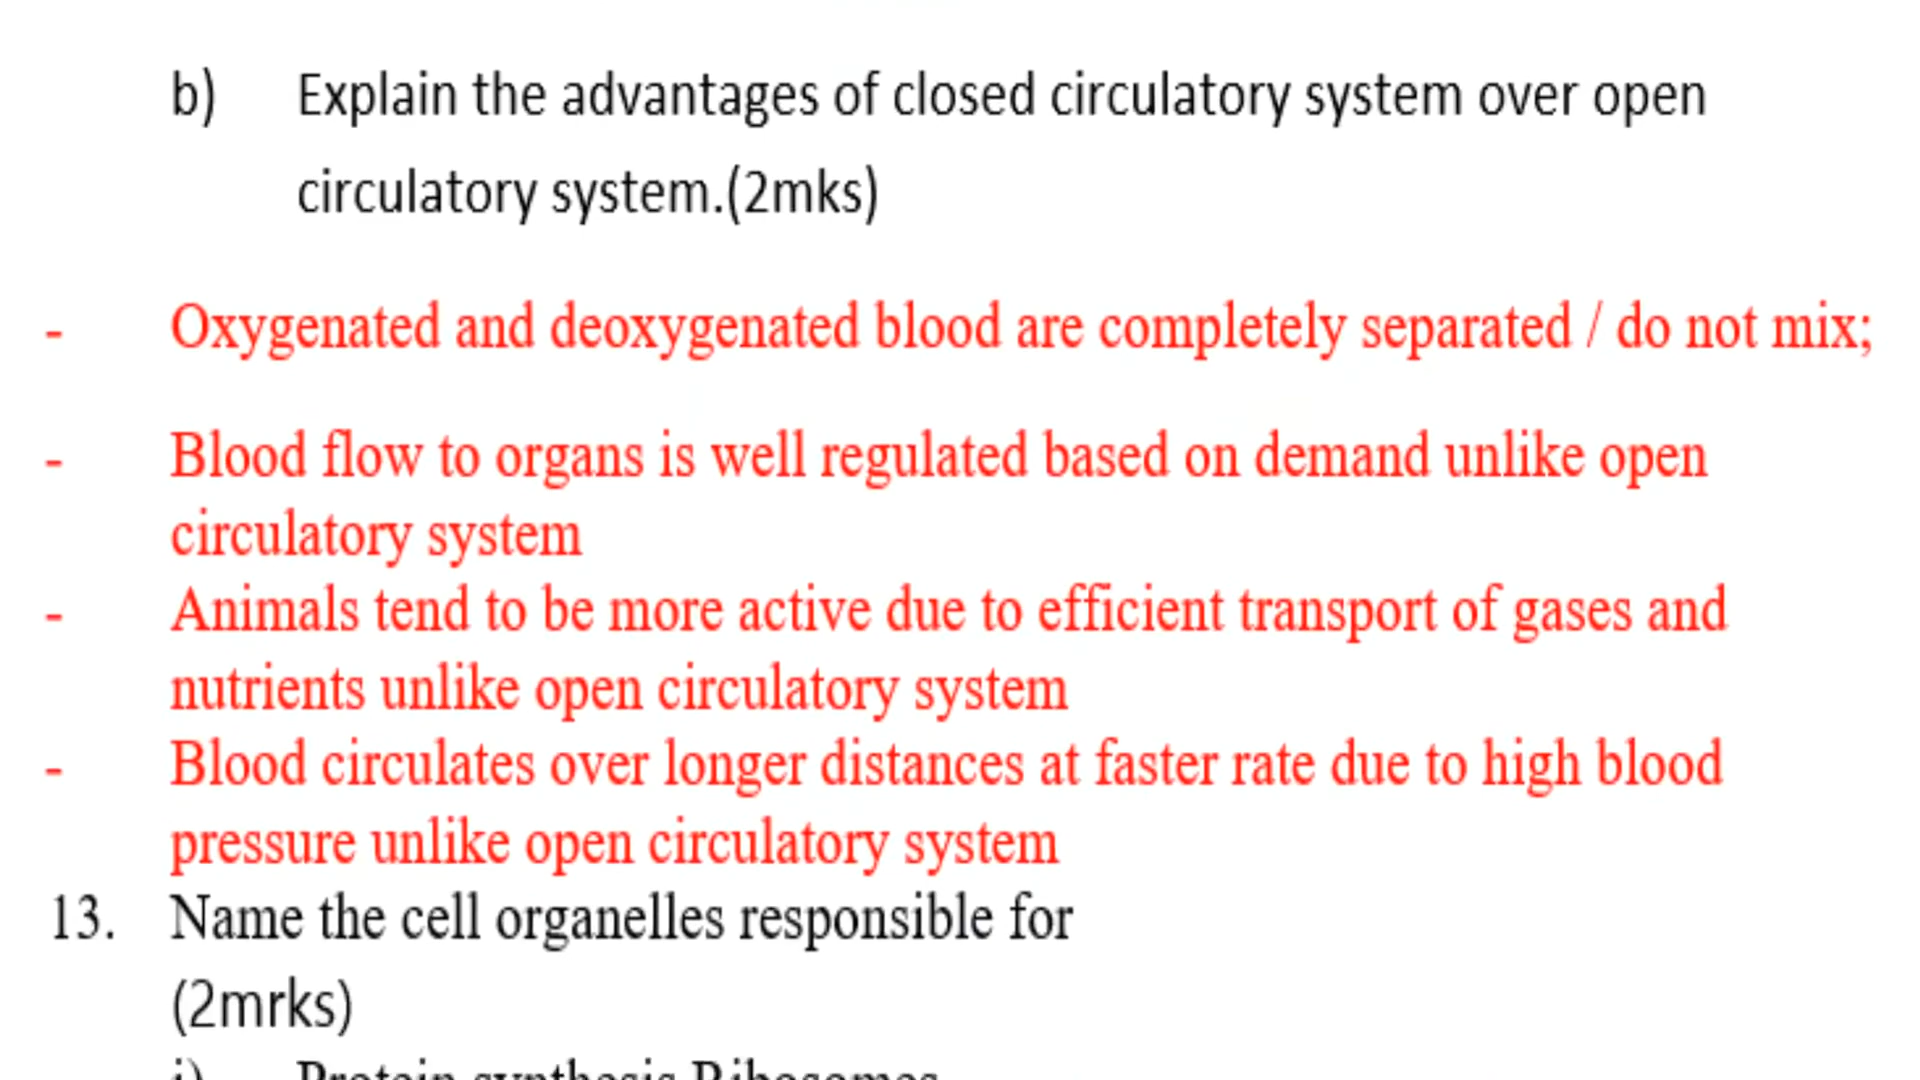 b) Explain the advantages of closed circulatory system over open
circulatory system.(2mks)
- Oxygenated and deoxygenated blood are completely separated / do not mix;
- Blood flow to organs is well regulated based on demand unlike open
circulatory system
- Animals tend to be more active due to efficient transport of gases and
nutrients unlike open circulatory system
- Blood circulates over longer distances at faster rate due to high blood
pressure unlike open circulatory system
13. Name the cell organelles responsible for
(2mrks)
i) Protein synthesis Ribosomes